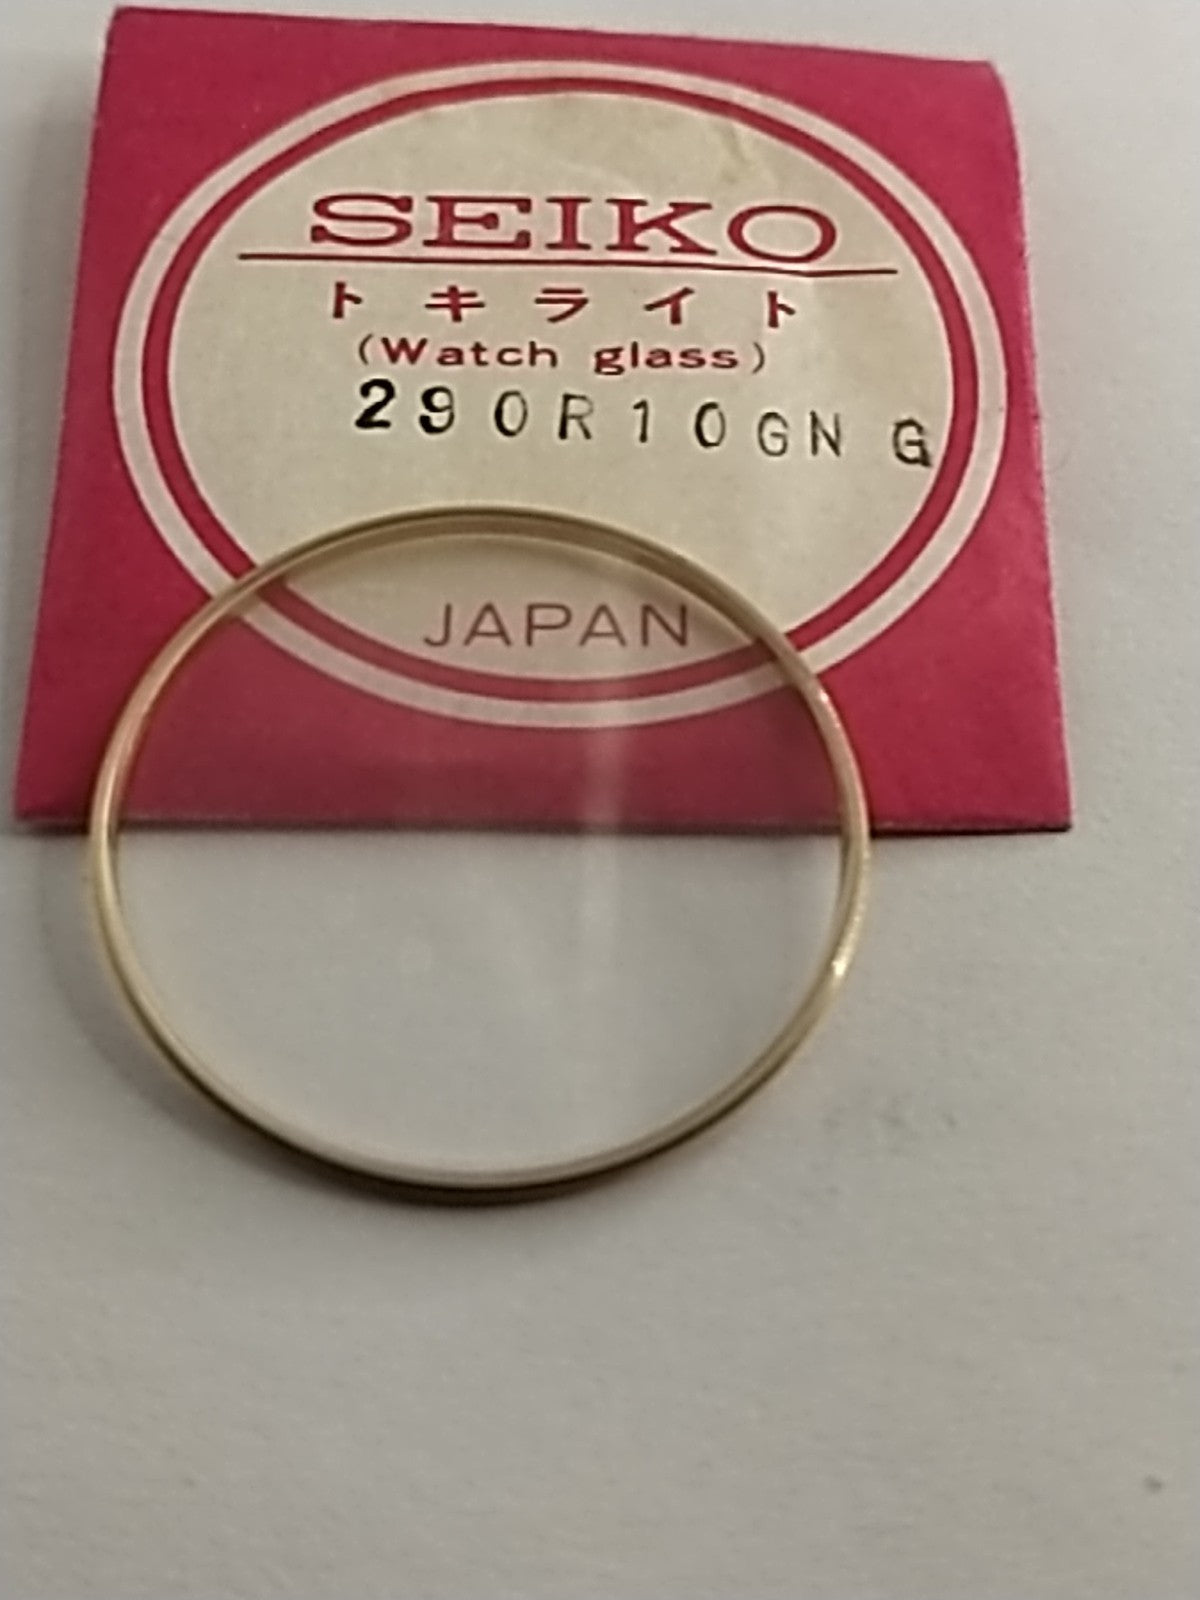 SEIKO
トキライト
(Watch glass)
290R10GN G
JAPAN